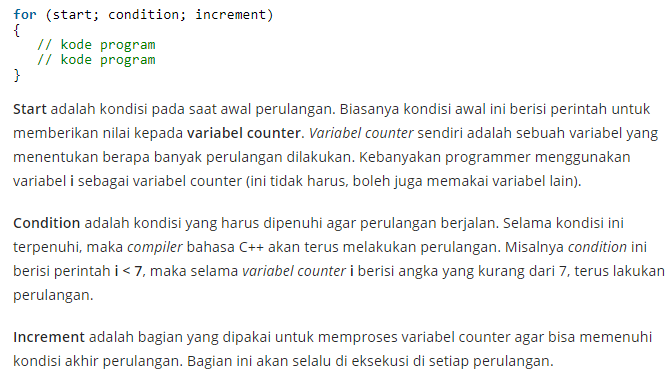 for (start; condition; increment)
{
// kode program
// kode program
}
Start adalah kondisi pada saat awal perulangan. Biasanya kondisi awal ini berisi perintah untuk
memberikan nilai kepada variabel counter. Variabel counter sendiri adalah sebuah variabel yang
menentukan berapa banyak perulangan dilakukan. Kebanyakan programmer menggunakan
variabel i sebagai variabel counter (ini tidak harus, boleh juga memakai variabel lain).
Condition adalah kondisi yang harus dipenuhi agar perulangan berjalan. Selama kondisi ini
terpenuhi, maka compiler bahasa C++ akan terus melakukan perulangan. Misalnya condition ini
berisi perintah i < 7, maka selama variabel counter i berisi angka yang kurang dari 7, terus lakukan
perulangan.
Increment adalah bagian yang dipakai untuk memproses variabel counter agar bisa memenuhi
kondisi akhir perulangan. Bagian ini akan selalu di eksekusi di setiap perulangan.